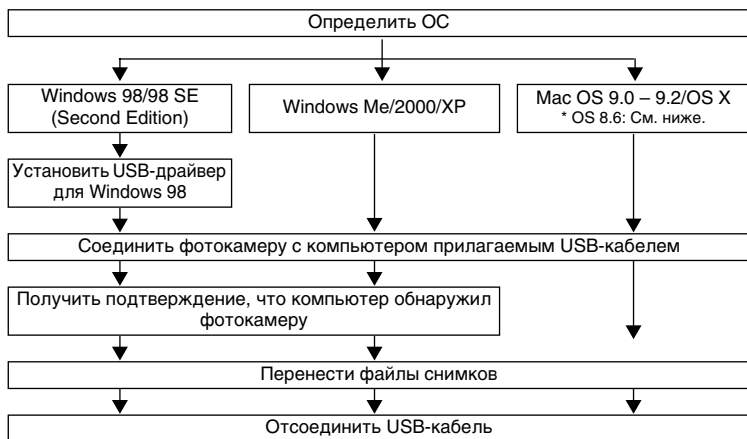 Определить ОС
Windows 98/98 SE
(Second Edition)
Windows Me/2000/XP
Mac OS 9.0 – 9.2/OS X
* OS 8.6: См. ниже.
Установить USB-драйвер
для Windows 98
Соединить фотокамеру с компьютером прилагаемым USB-кабелем
Получить подтверждение, что компьютер обнаружил
фотокамеру
Перенести файлы снимков
Отсоединить USB-кабель